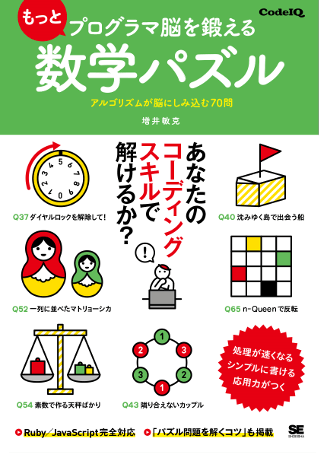 CodeIQ
もっと
プログラマ脳を鍛える
数学パズル
アルゴリズムが脳にしみ込む70問
増井敏克
あなたの
コーディング
スキルで
解けるか?
Q37 ダイヤルロックを解除して!
Q40 沈みゆく島で出会う船
Q52 一列に並べたマトリョーシカ
!
Q65 n-Queenで反転
Q54 素数で作る天秤ばかり
1
2
3
3
2
1
Q43 隣り合えないカップル
処理が速くなる
シンプルに書ける
応用力がつく
Ruby/JavaScript完全対応
「パズル問題を解くコツ」も掲載
SE
SHOEISHA